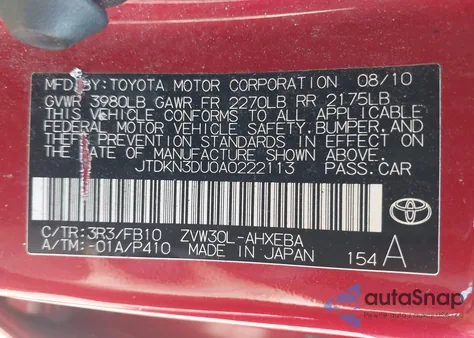 MFD. BY: TOYOTA MOTOR CORPORATION 08/10
GVWR 3980LB GAWR FR 2270LB RR 2175LB
THIS VEHICLE CONFORMS TO ALL APPLICABLE
FEDERAL MOTOR VEHICLE SAFETY, BUMPER, AND
THEFT PREVENTION STANDARDS IN EFFECT ON
THE DATE OF MANUFACTURE SHOWN ABOVE.
JTDKN3DU0A0222113 PASS.CAR
C/TR:3R3/FB10 ZVW30L-AHXEBA
A/TM:-01A/P410 MADE IN JAPAN
154 A
TOYOTA
autoSnap